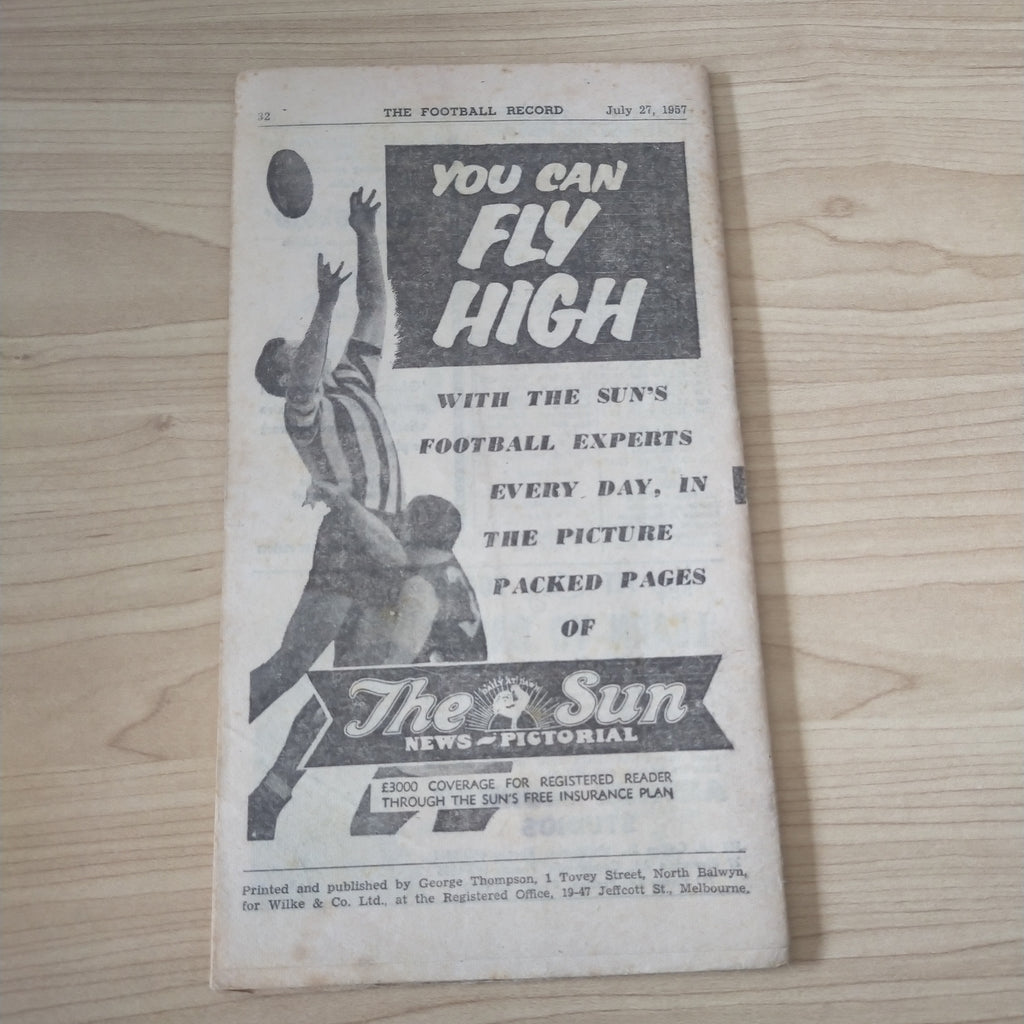 32 THE FOOTBALL RECORD July 27, 1957
YOU CAN
FLY
HIGH
WITH THE SUN'S
FOOTBALL EXPERTS
EVERY DAY, IN
THE PICTURE
PACKED PAGES
OF
DAILY AT DAWN
The Sun
NEWS-PICTORIAL
£3000 COVERAGE FOR REGISTERED READER
THROUGH THE SUN'S FREE INSURANCE PLAN
Printed and published by George Thompson, 1 Tovey Street, North Balwyn,
for Wilke & Co. Ltd., at the Registered Office, 19-47 Jeffcott St., Melbourne.